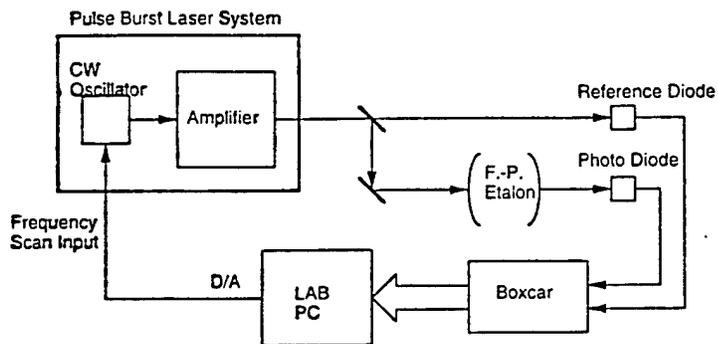 Pulse Burst Laser System
CW
Oscillator
Amplifier
Reference Diode
Photo Diode
F.-P.
Etalon
Frequency
Scan Input
D/A
LAB
PC
Boxcar